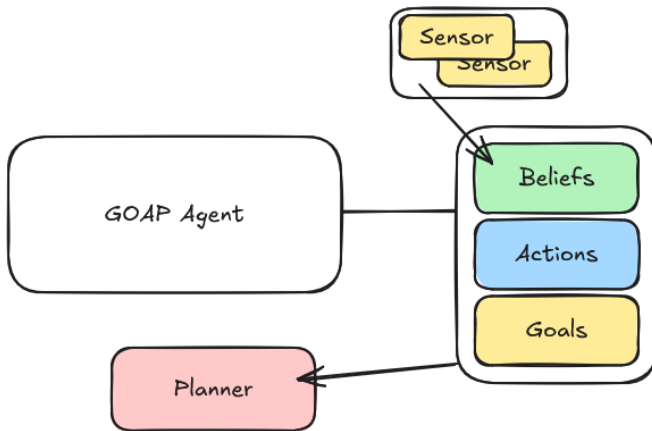 Sensor
Sensor
GOAP Agent
Beliefs
Actions
Goals
Planner